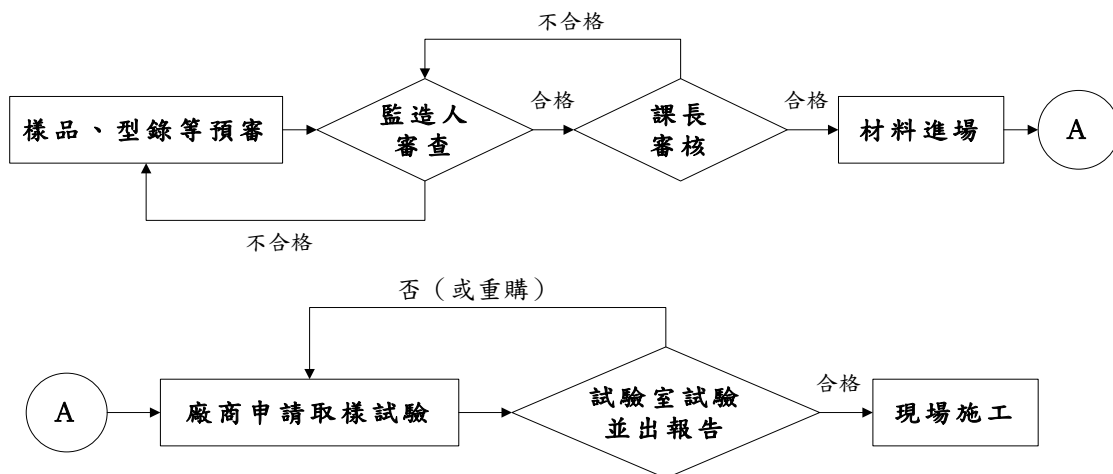 不合格
樣品、型錄等預審
監造人
審查
合格
課長
審核
合格
材料進場
A
不合格
否（或重購）
A
廠商申請取樣試驗
試驗室試驗
並出報告
合格
現場施工